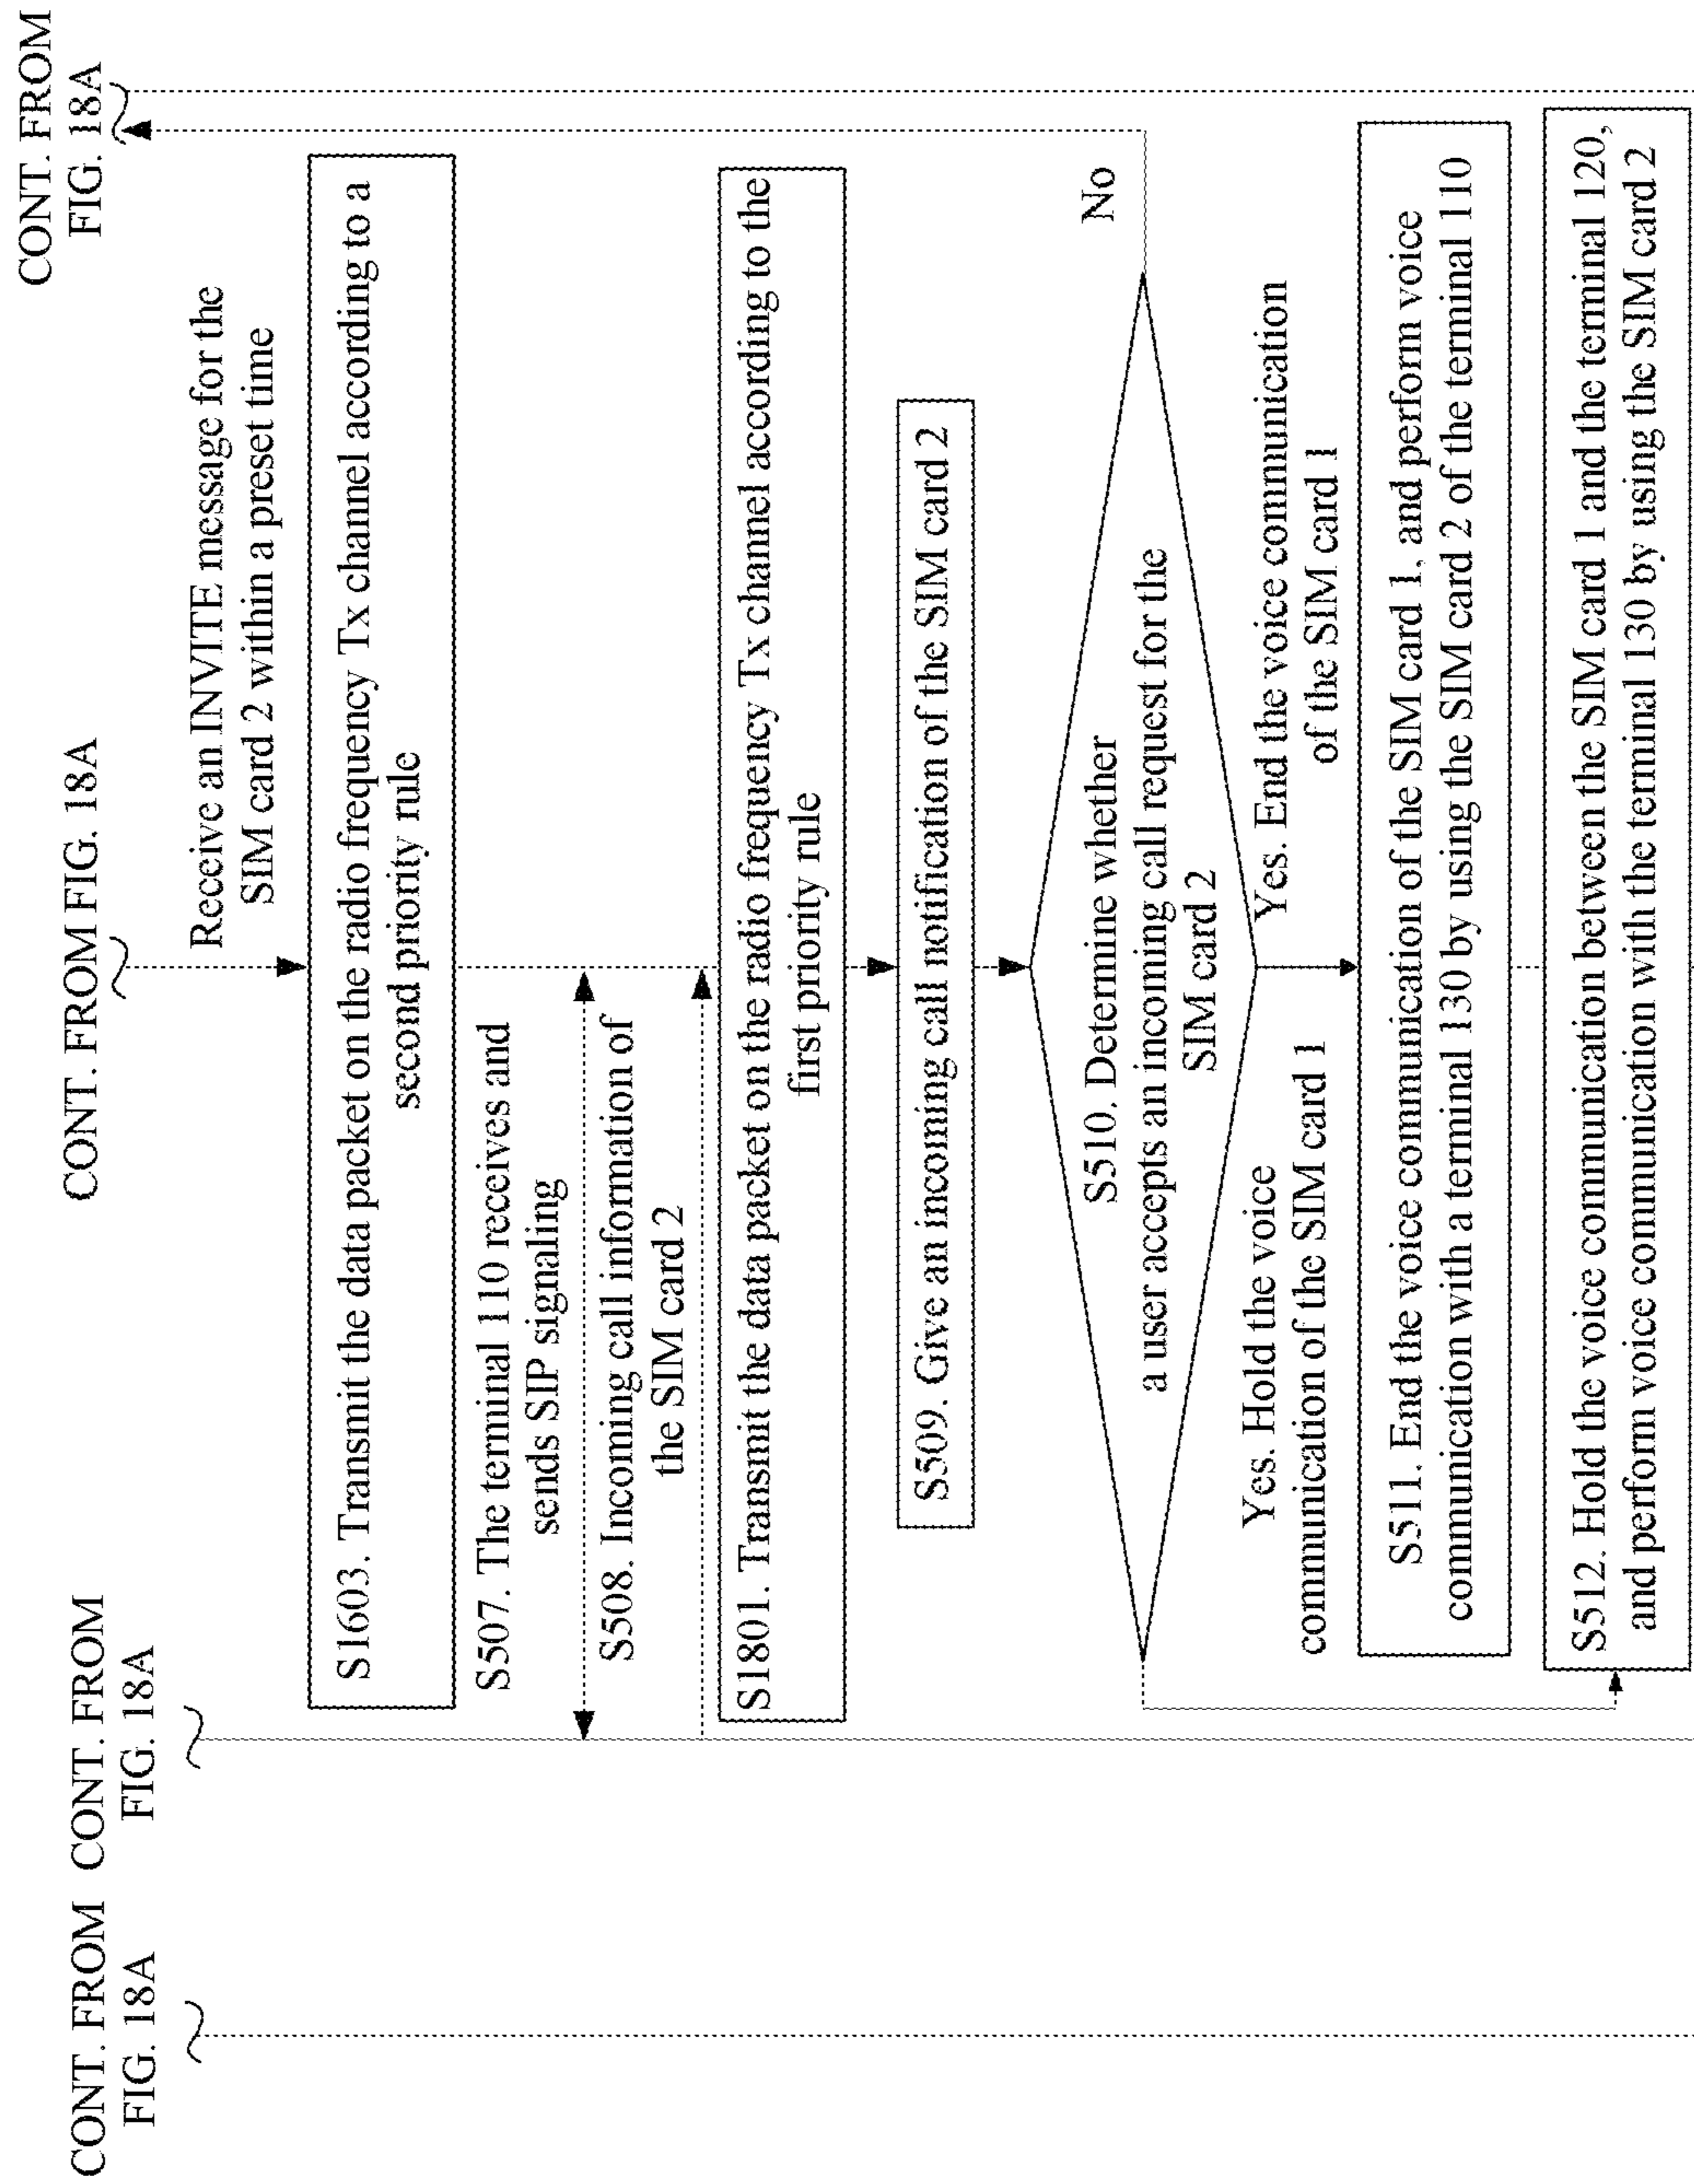 CONT. FROM
FIG. 18A
CONT. FROM
FIG. 18A
CONT. FROM FIG. 18A
CONT. FROM
FIG. 18A
Receive an INVITE message for the
SIM card 2 within a preset time
S1603. Transmit the data packet on the radio frequency Tx channel according to a
second priority rule
S507. The terminal 110 receives and
sends SIP signaling
S508. Incoming call information of
the SIM card 2
S1801. Transmit the data packet on the radio frequency Tx channel according to the
first priority rule
S509. Give an incoming call notification of the SIM card 2
S510. Determine whether
a user accepts an incoming call request for the
SIM card 2
No
Yes. Hold the voice
communication of the SIM card 1
Yes. End the voice communication
of the SIM card 1
S511. End the voice communication of the SIM card 1, and perform voice
communication with a terminal 130 by using the SIM card 2 of the terminal 110
S512. Hold the voice communication between the SIM card 1 and the terminal 120,
and perform voice communication with the terminal 130 by using the SIM card 2